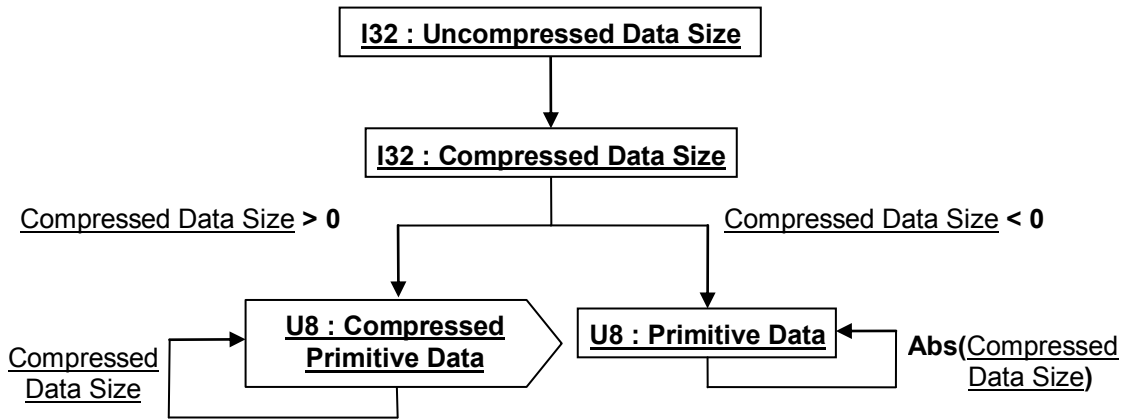 I32 : Uncompressed Data Size
I32 : Compressed Data Size
Compressed Data Size > 0
Compressed Data Size < 0
U8 : Compressed
Primitive Data
U8 : Primitive Data
Compressed
Data Size
Abs(Compressed
Data Size)